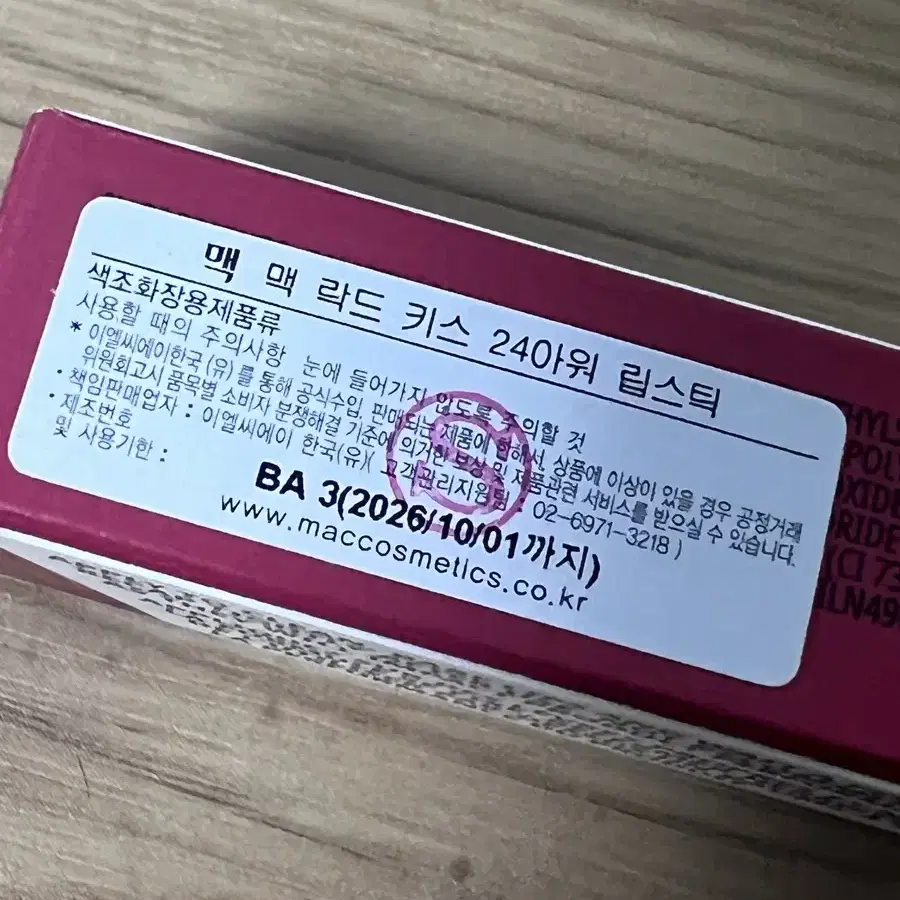 맥 맥 락드 키스 24아워 립스틱
색조화장용제품류
사용할 때의 주의사항 눈에 들어가지 않도록 주의할 것
* 이엘씨에이한국(유)를 통해 공식수입, 판매되는 제품에 한해서, 상품에 이상이 있을 경우 공정거래
위원회고시 품목별 소비자 분쟁해결 기준에 의거한 보상 및 제품관련 서비스를 받으실 수 있습니다.
· 책임판매업자 : 이엘씨에이 한국(유)( 고객관리지원팀 : 02-6971-3218 )
· 제조번호
및 사용기한 :
BA 3(2026/10/01까지)
www.maccosmetics.co.kr
POLY
OXIDE
(CI 73